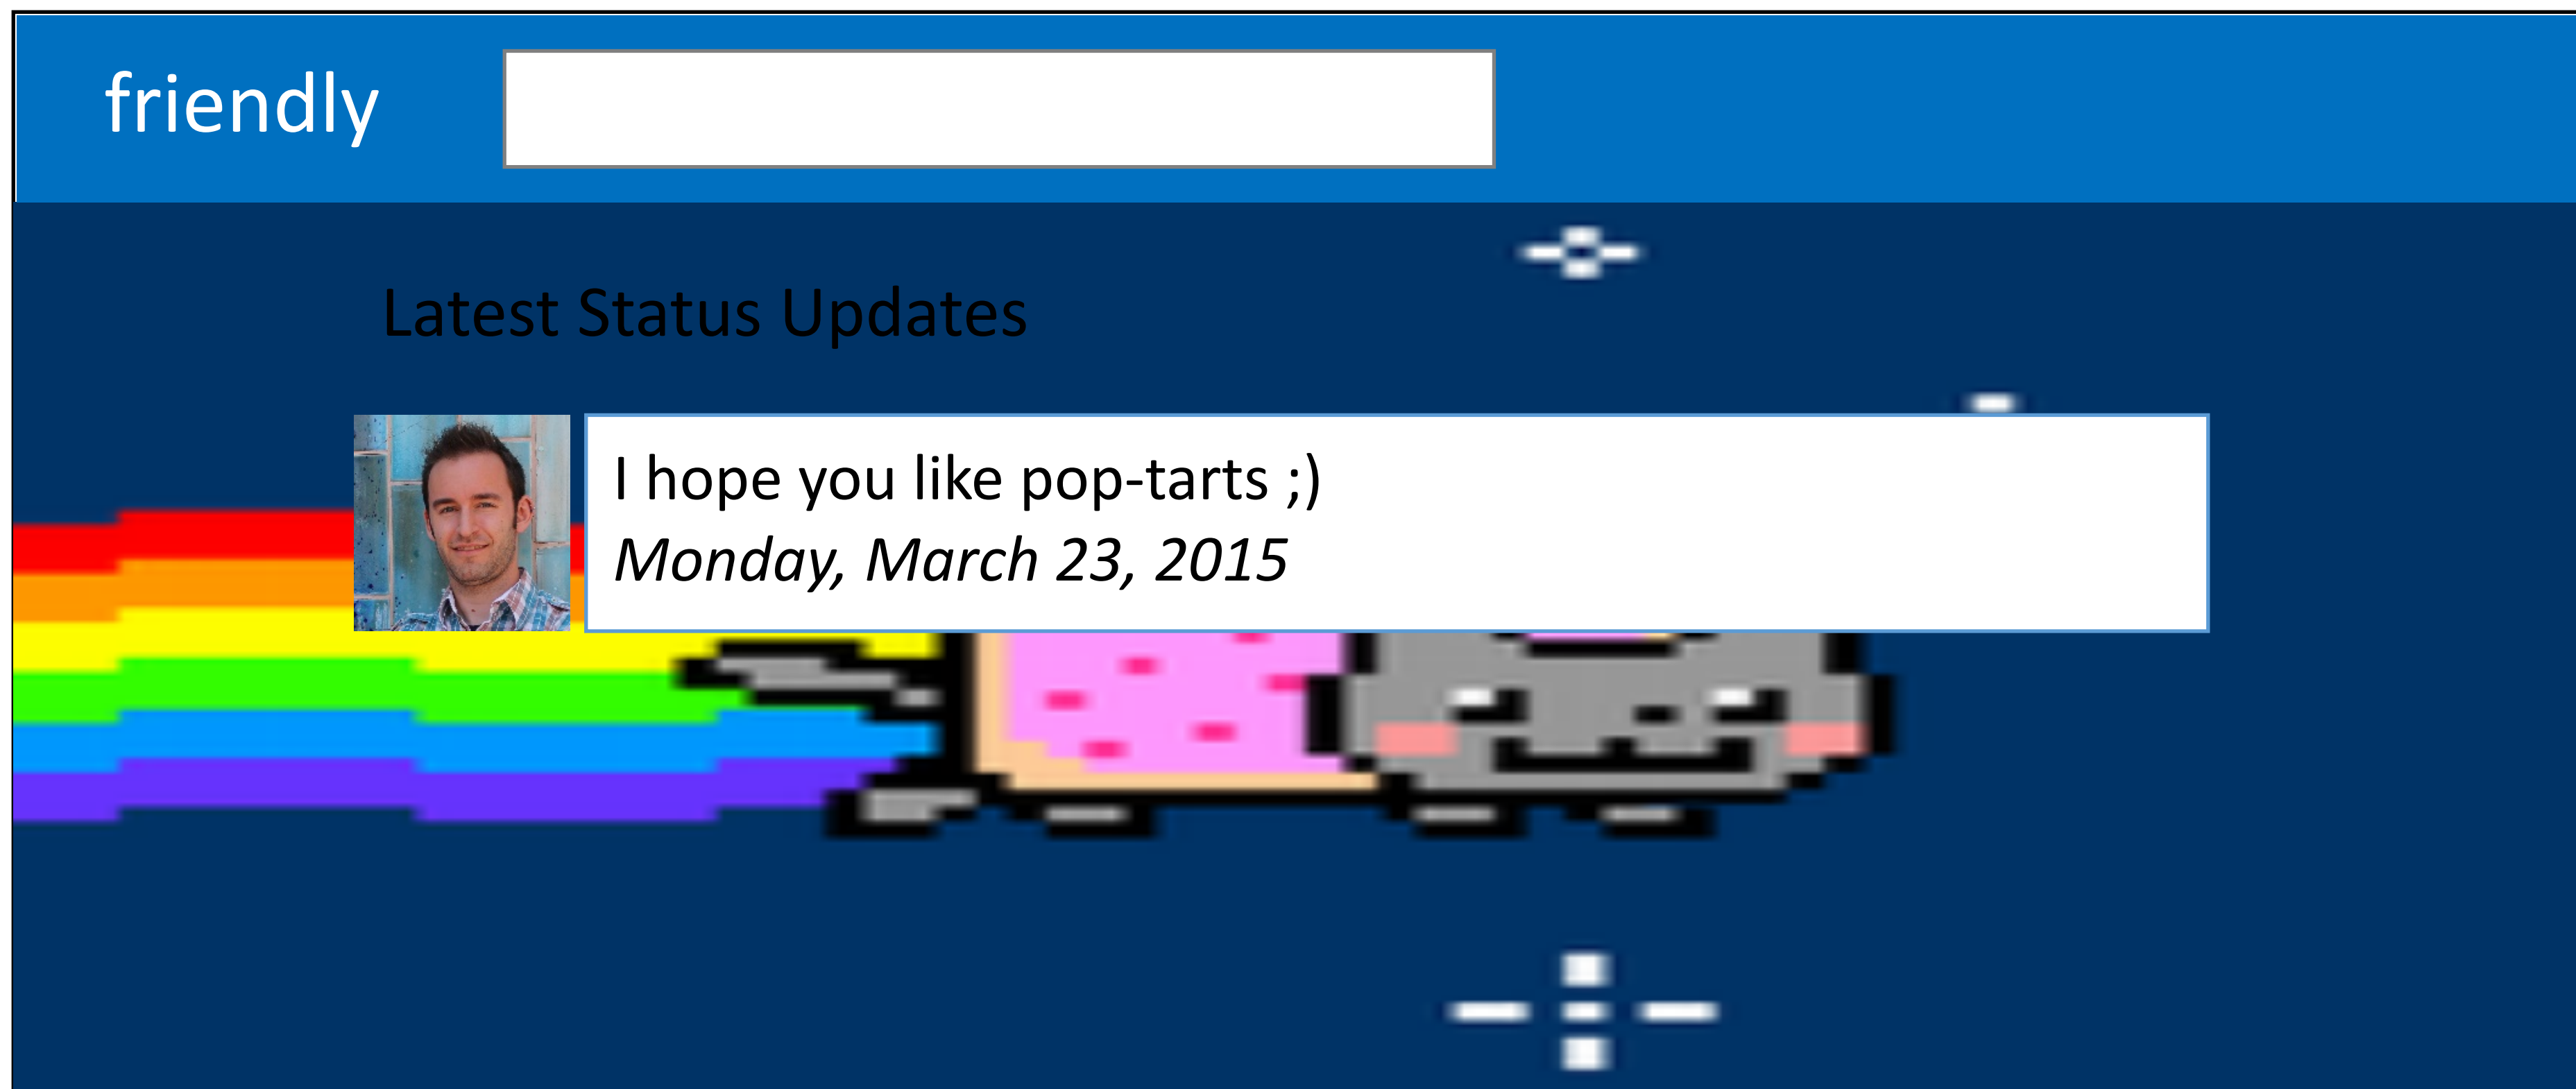 friendly
Latest Status Updates
I hope you like pop-tarts ;)
Monday, March 23, 2015